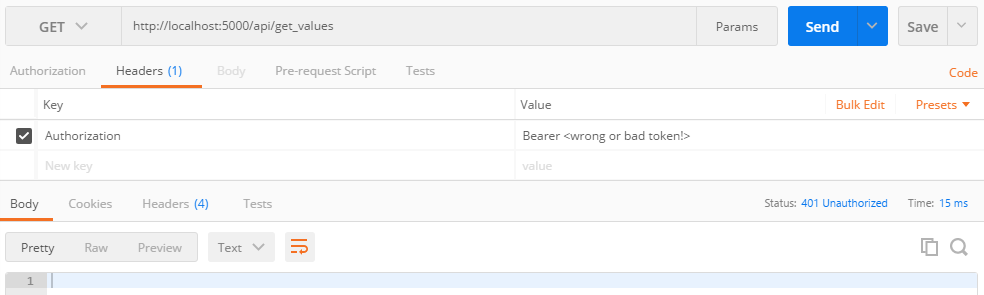 GET http://localhost:5000/api/get_values Params Send Save
Authorization Headers (1) Body Pre-request Script Tests Code
Key Value Bulk Edit Presets
Authorization Bearer <wrong or bad token!>
New key value
Body Cookies Headers (4) Tests Status: 401 Unauthorized Time: 15 ms
Pretty Raw Preview Text
1